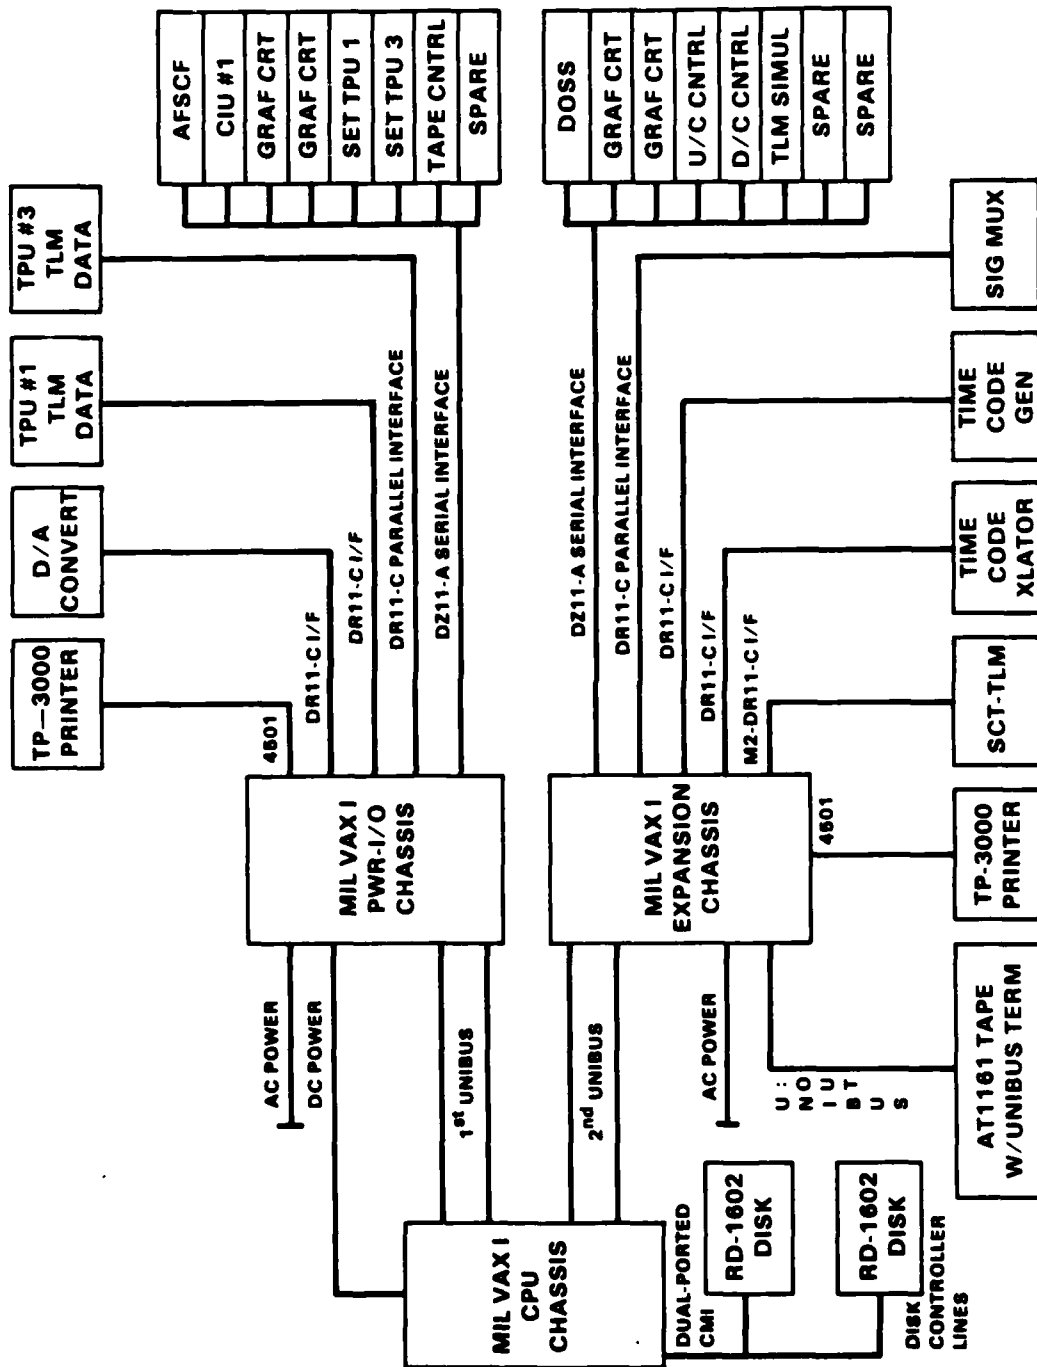 TP-3000
PRINTER
D/A
CONVERT
TPU #1
TLM
DATA
TPU #3
TLM
DATA
AFSCF
CIU #1
GRAF CRT
GRAF CRT
SET TPU 1
SET TPU 3
TAPE CNTRL
SPARE
4501
DR11-C I/F
DR11-C I/F
DR11-C PARALLEL INTERFACE
DZ11-A SERIAL INTERFACE
MIL VAX I
PWR-I/O
CHASSIS
AC POWER
DC POWER
1st UNIBUS
2nd UNIBUS
MIL VAX I
CPU
CHASSIS
DUAL-PORTED
CMI
RD-1602
DISK
RD-1602
DISK
DISK
CONTROLLER
LINES
MIL VAX I
EXPANSION
CHASSIS
AC POWER
U :
N O
I U
B T
U
S
4501
DZ11-A SERIAL INTERFACE
DR11-C PARALLEL INTERFACE
DR11-C I/F
DR11-C I/F
M2-DR11-C I/F
DOSS
GRAF CRT
GRAF CRT
U/C CNTRL
D/C CNTRL
TLM SIMUL
SPARE
SPARE
AT1161 TAPE
W/UNIBUS TERM
TP-3000
PRINTER
SCT-TLM
TIME
CODE
XLATOR
TIME
CODE
GEN
SIG MUX